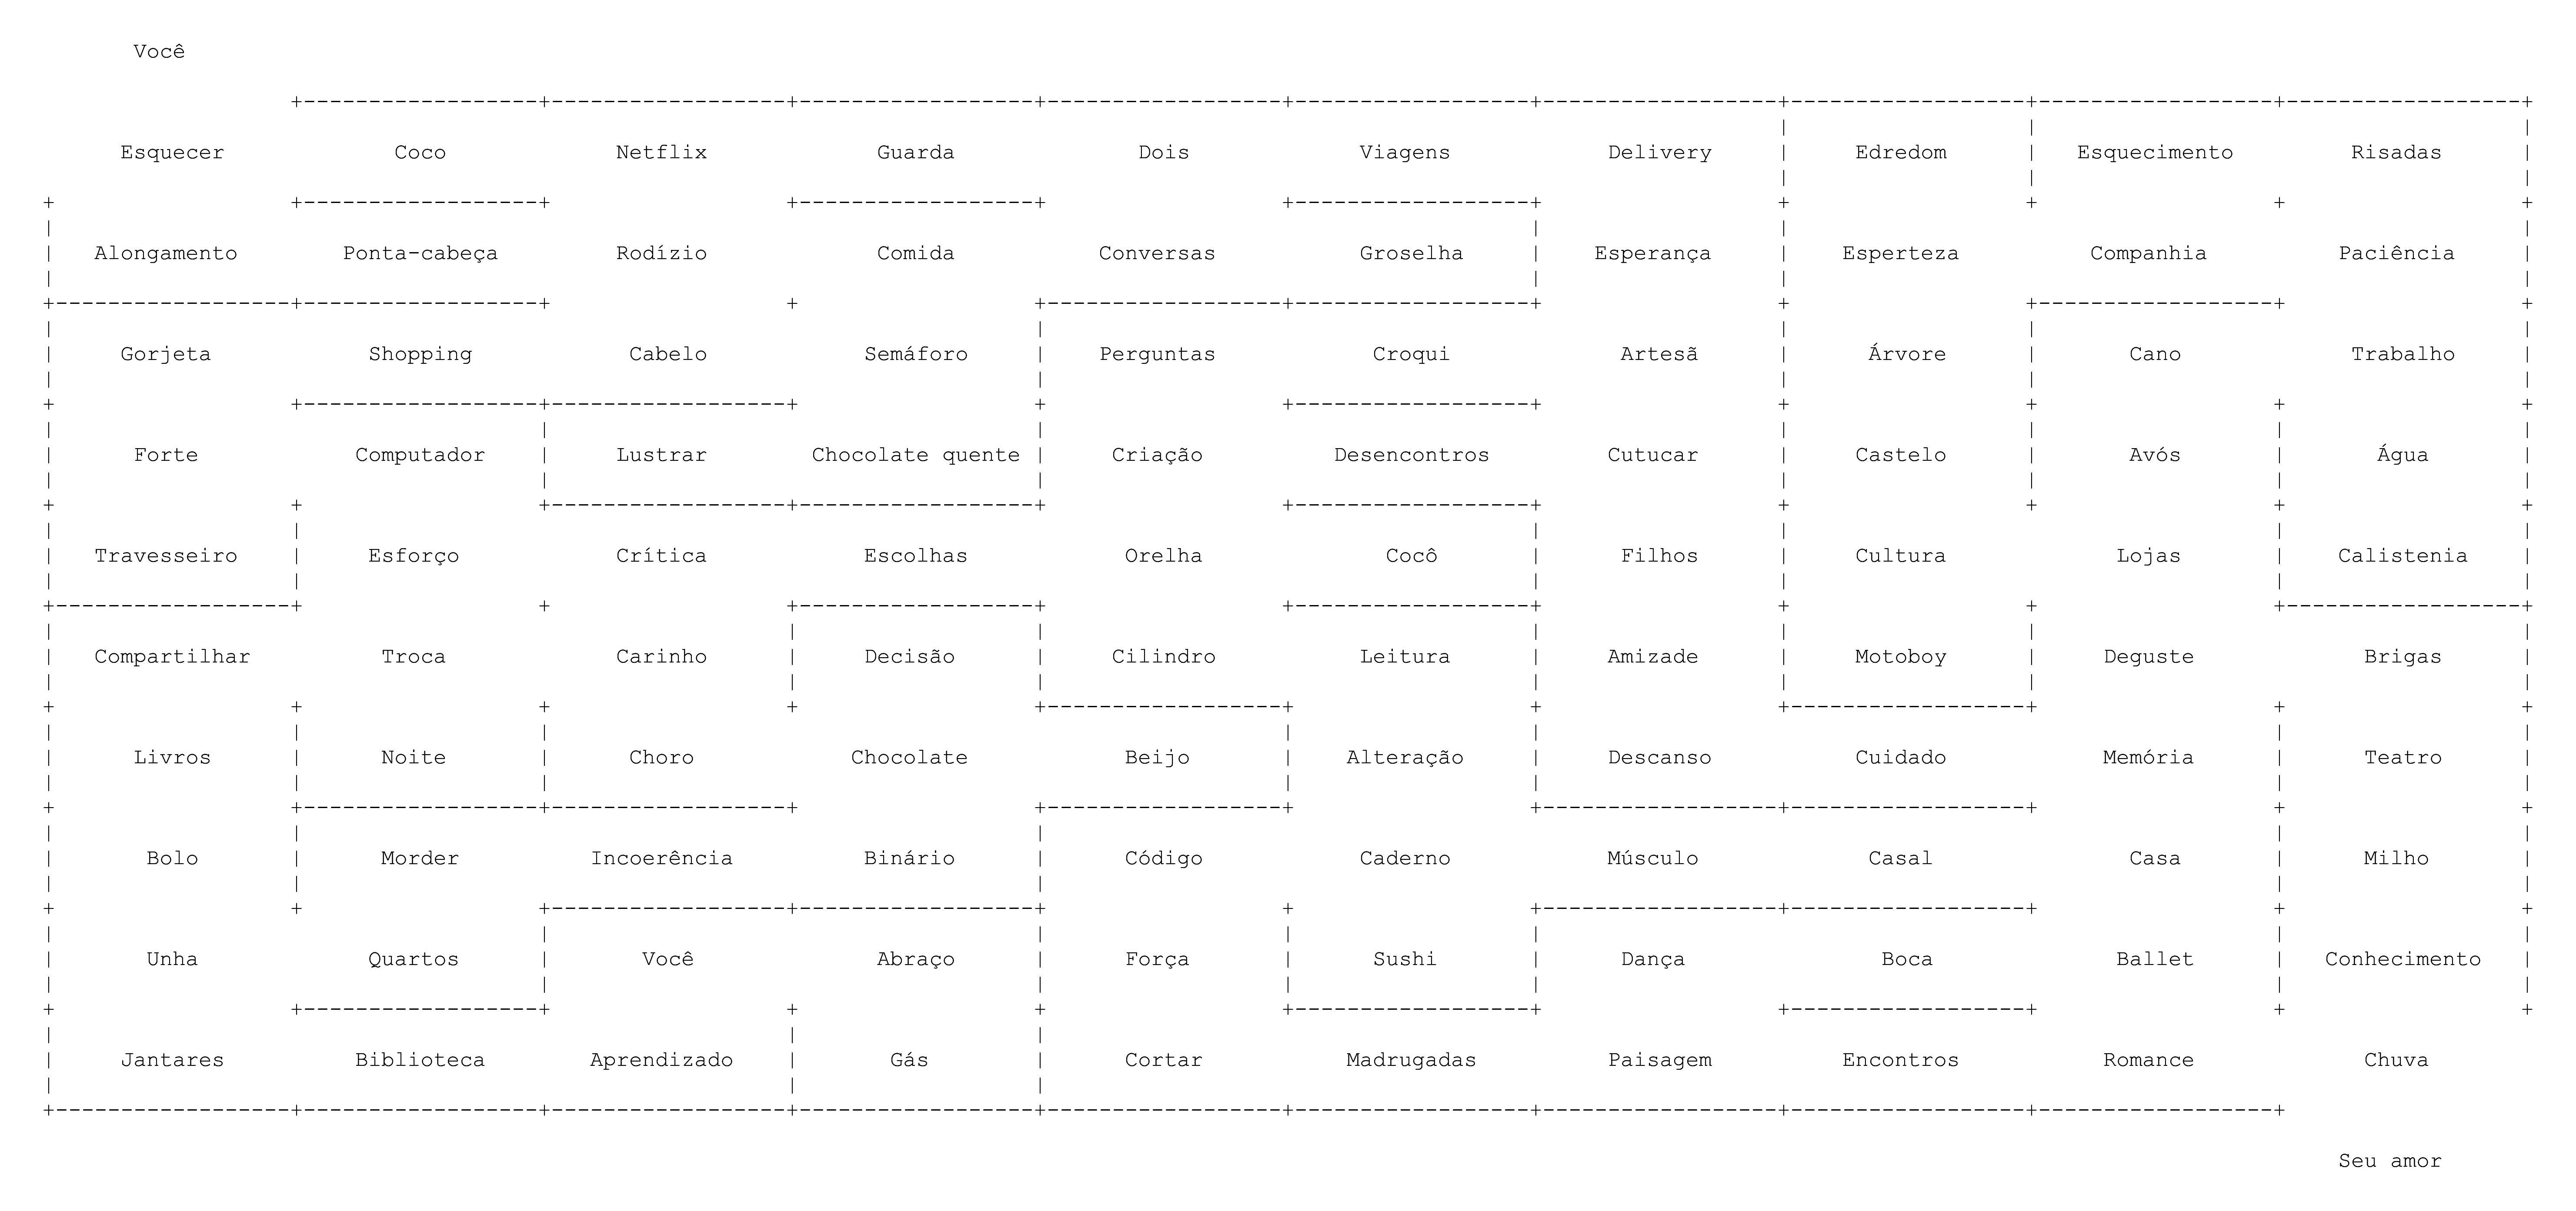 Você
Esquecer Coco Netflix Guarda Dois Viagens Delivery Edredom Esquecimento Risadas
Alongamento Ponta-cabeça Rodízio Comida Conversas Groselha Esperança Esperteza Companhia Paciência
Gorjeta Shopping Cabelo Semáforo Perguntas Croqui Artesã Árvore Cano Trabalho
Forte Computador Lustrar Chocolate quente Criação Desencontros Cutucar Castelo Avós Água
Travesseiro Esforço Crítica Escolhas Orelha Cocô Filhos Cultura Lojas Calistenia
Compartilhar Troca Carinho Decisão Cilindro Leitura Amizade Motoboy Deguste Brigas
Livros Noite Choro Chocolate Beijo Alteração Descanso Cuidado Memória Teatro
Bolo Morder Incoerência Binário Código Caderno Músculo Casal Casa Milho
Unha Quartos Você Abraço Força Sushi Dança Boca Ballet Conhecimento
Jantares Biblioteca Aprendizado Gás Cortar Madrugadas Paisagem Encontros Romance Chuva
Seu amor